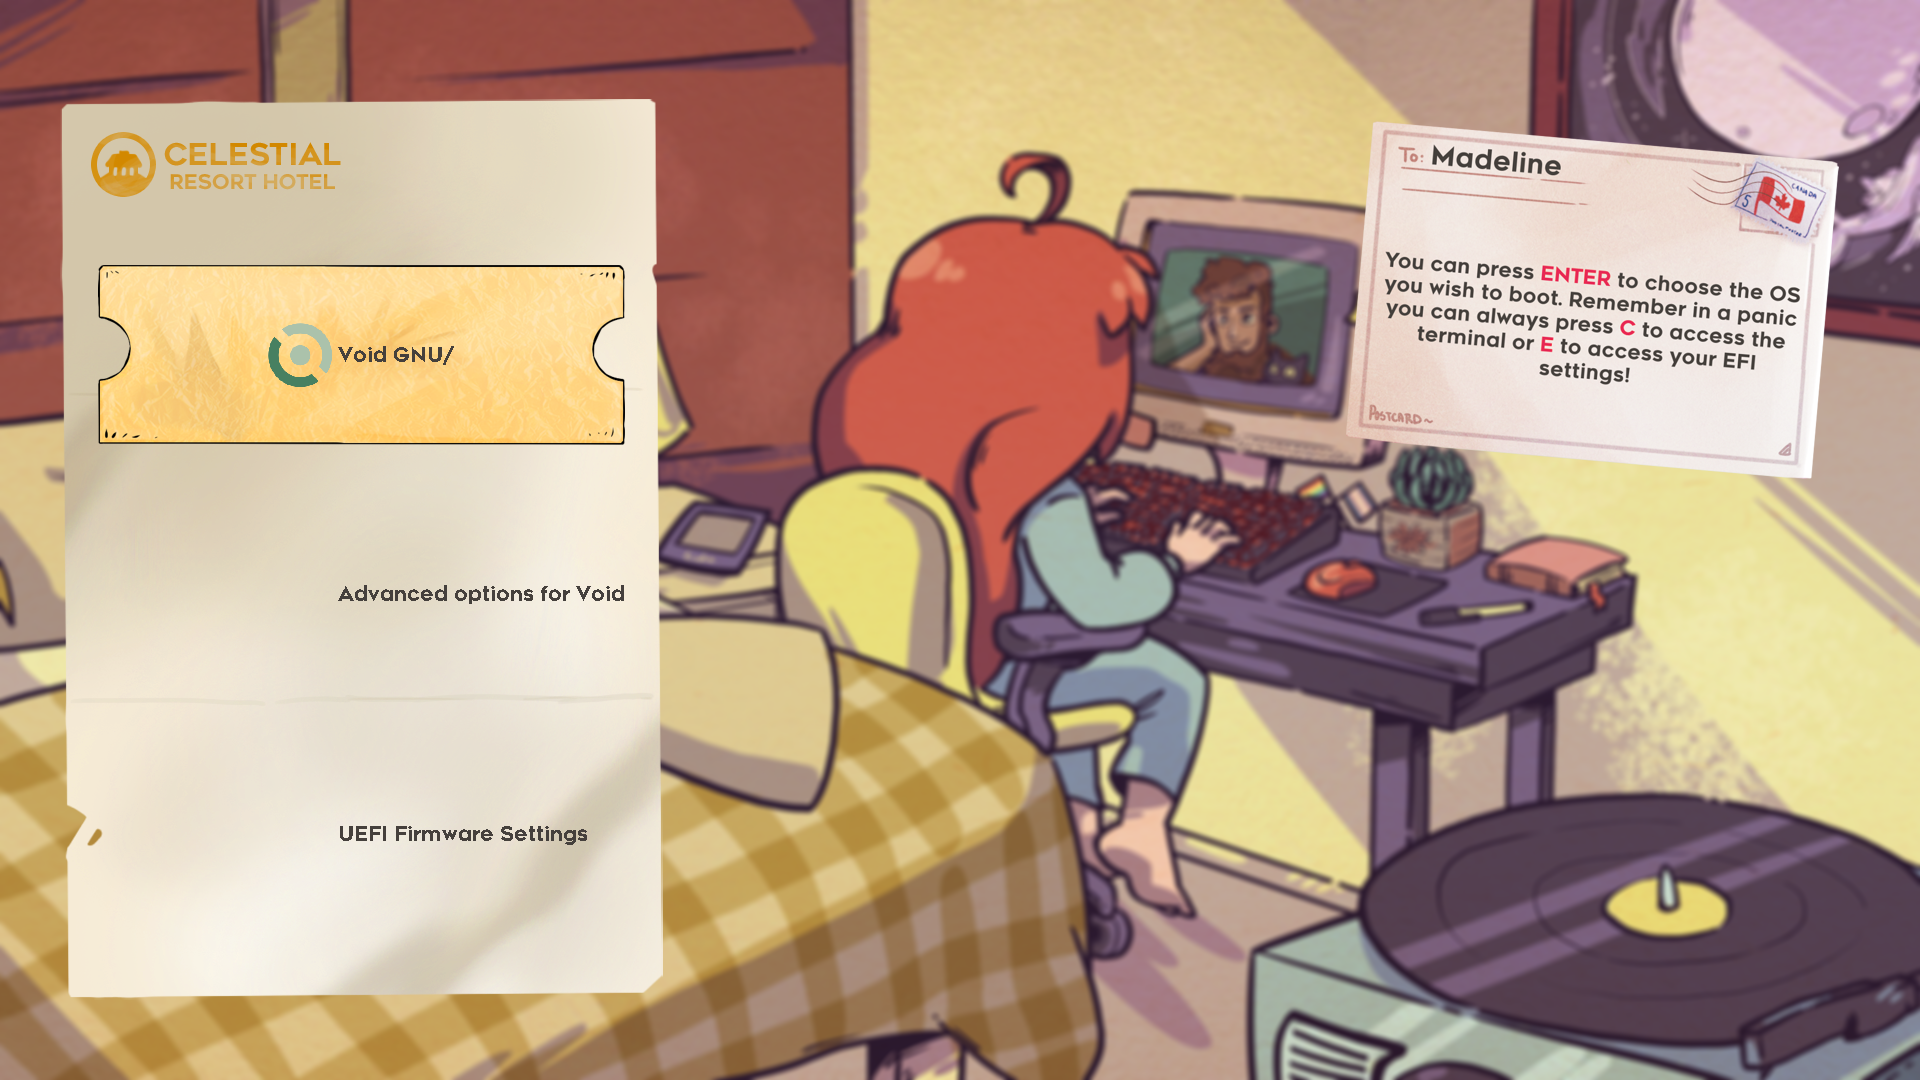 CELESTIAL
RESORT HOTEL
Void GNU/
Advanced options for Void
UEFI Firmware Settings
To: Madeline
CANADA
5
You can press ENTER to choose the OS
you wish to boot. Remember in a panic
you can always press C to access the
terminal or E to access your EFI
settings!
POSTCARD~